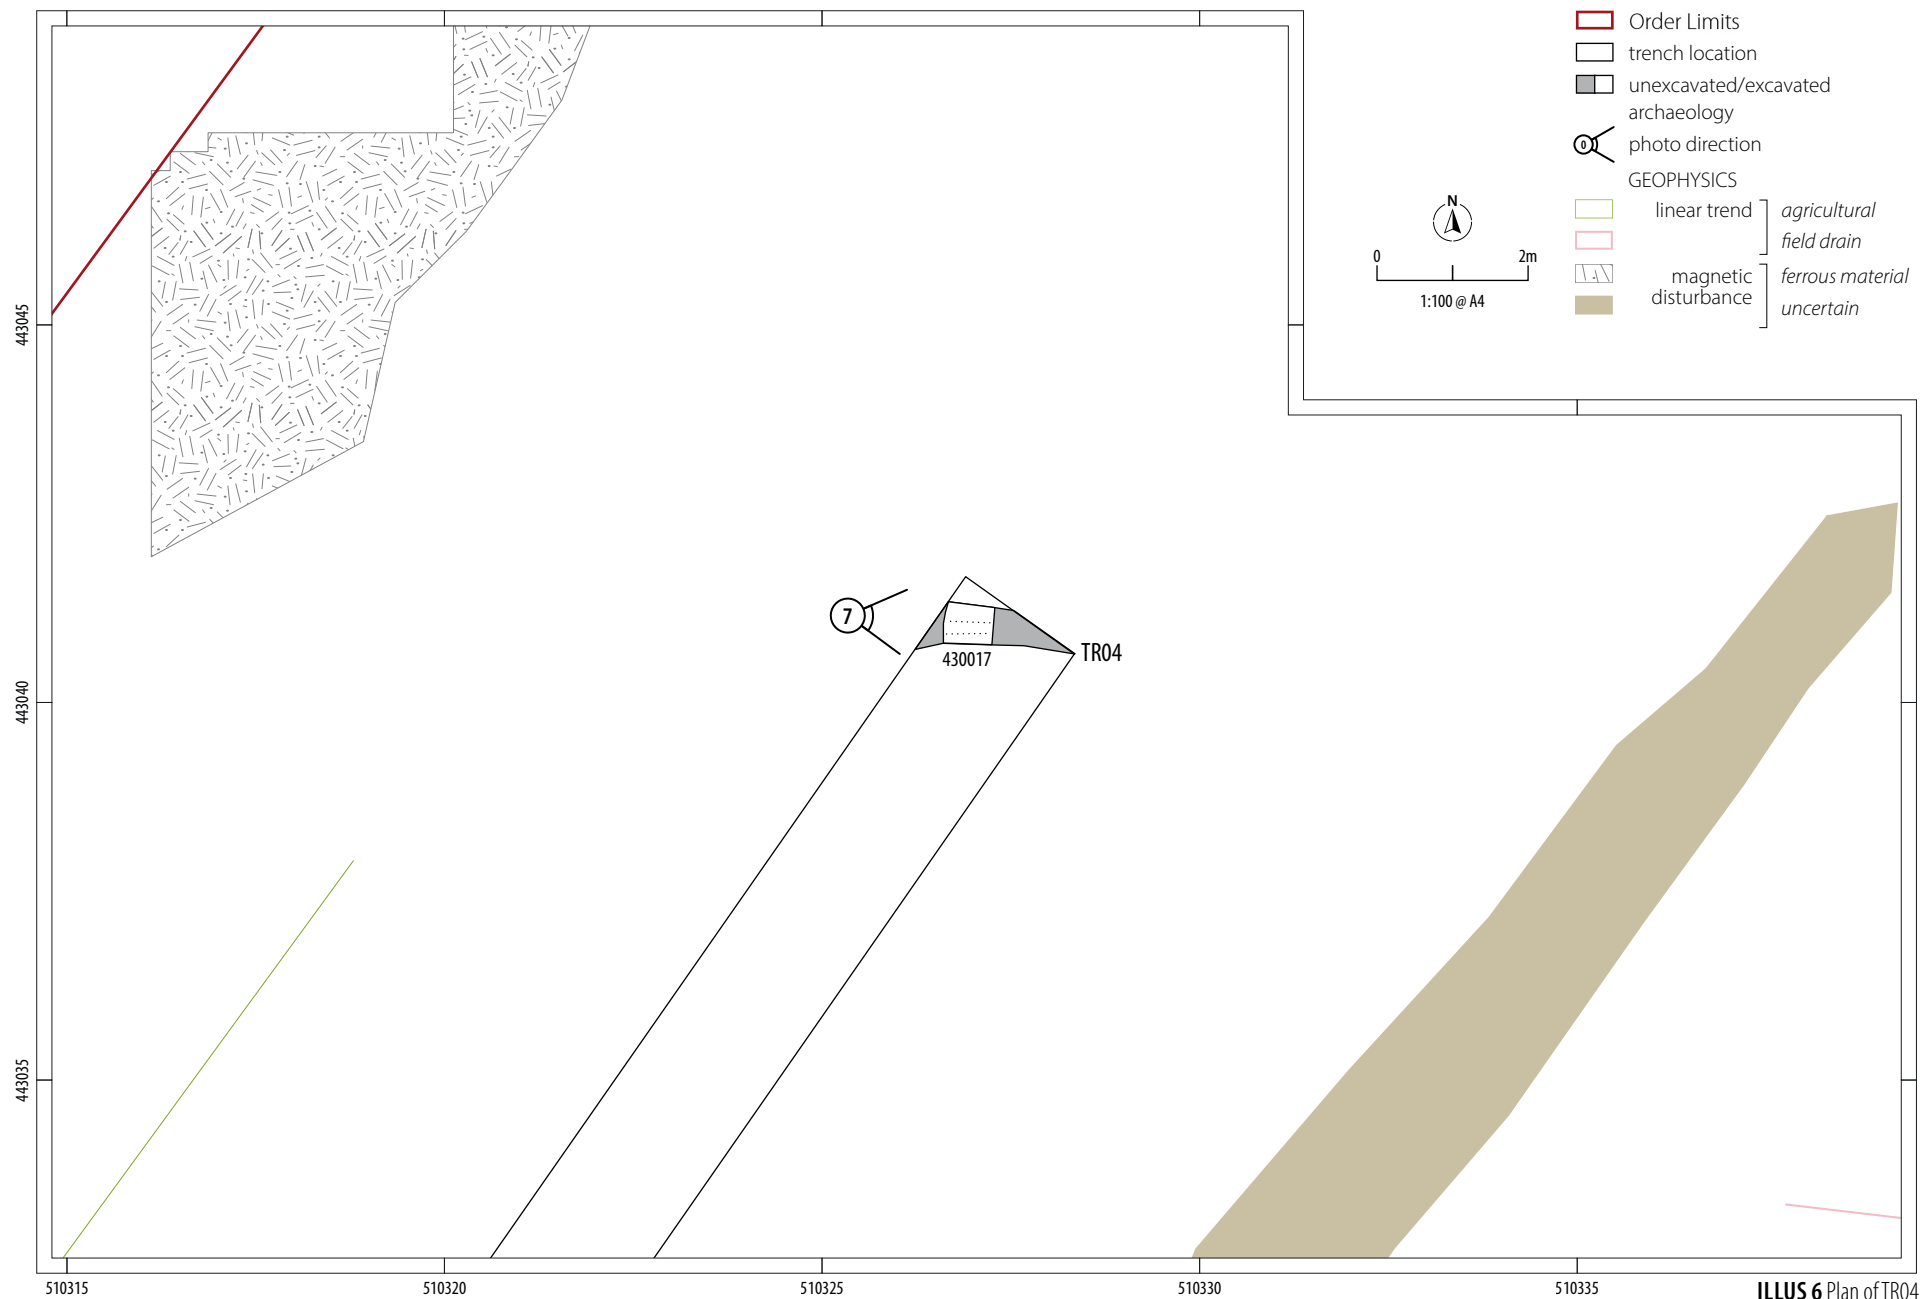 Order Limits
trench location
unexcavated/excavated
archaeology
0
photo direction
GEOPHYSICS
linear trend
agricultural
field drain
magnetic
disturbance
ferrous material
uncertain
N
0 2m
1:100 @ A4
443045
443040
443035
7
430017
TR04
510315 510320 510325 510330 510335
ILLUS 6 Plan of TR04